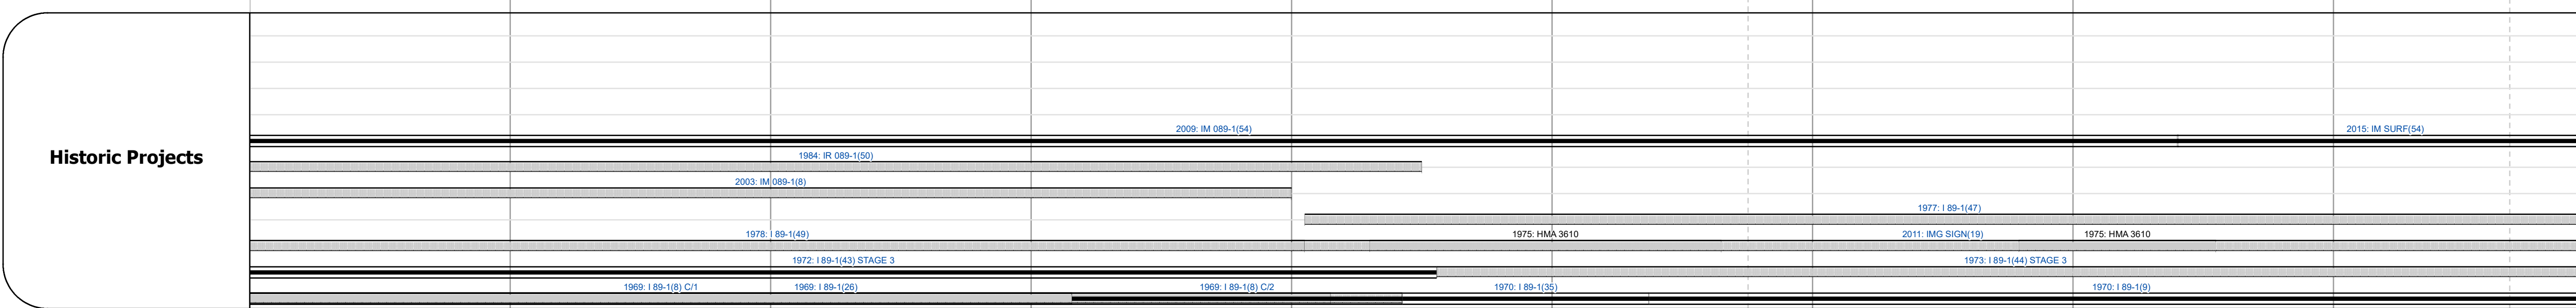 2009: IM 089-1(54) 2015: IM SURF(54)
Historic Projects
1984: IR 089-1(50)
2003: IM 089-1(8)
1977: I 89-1(47)
1978: I 89-1(49) 1975: HMA 3610 2011: IMG SIGN(19) 1975: HMA 3610
1972: I 89-1(43) STAGE 3 1973: I 89-1(44) STAGE 3
1969: I 89-1(8) C/1 1969: I 89-1(26) 1969: I 89-1(8) C/2 1970: I 89-1(35) 1970: I 89-1(9)